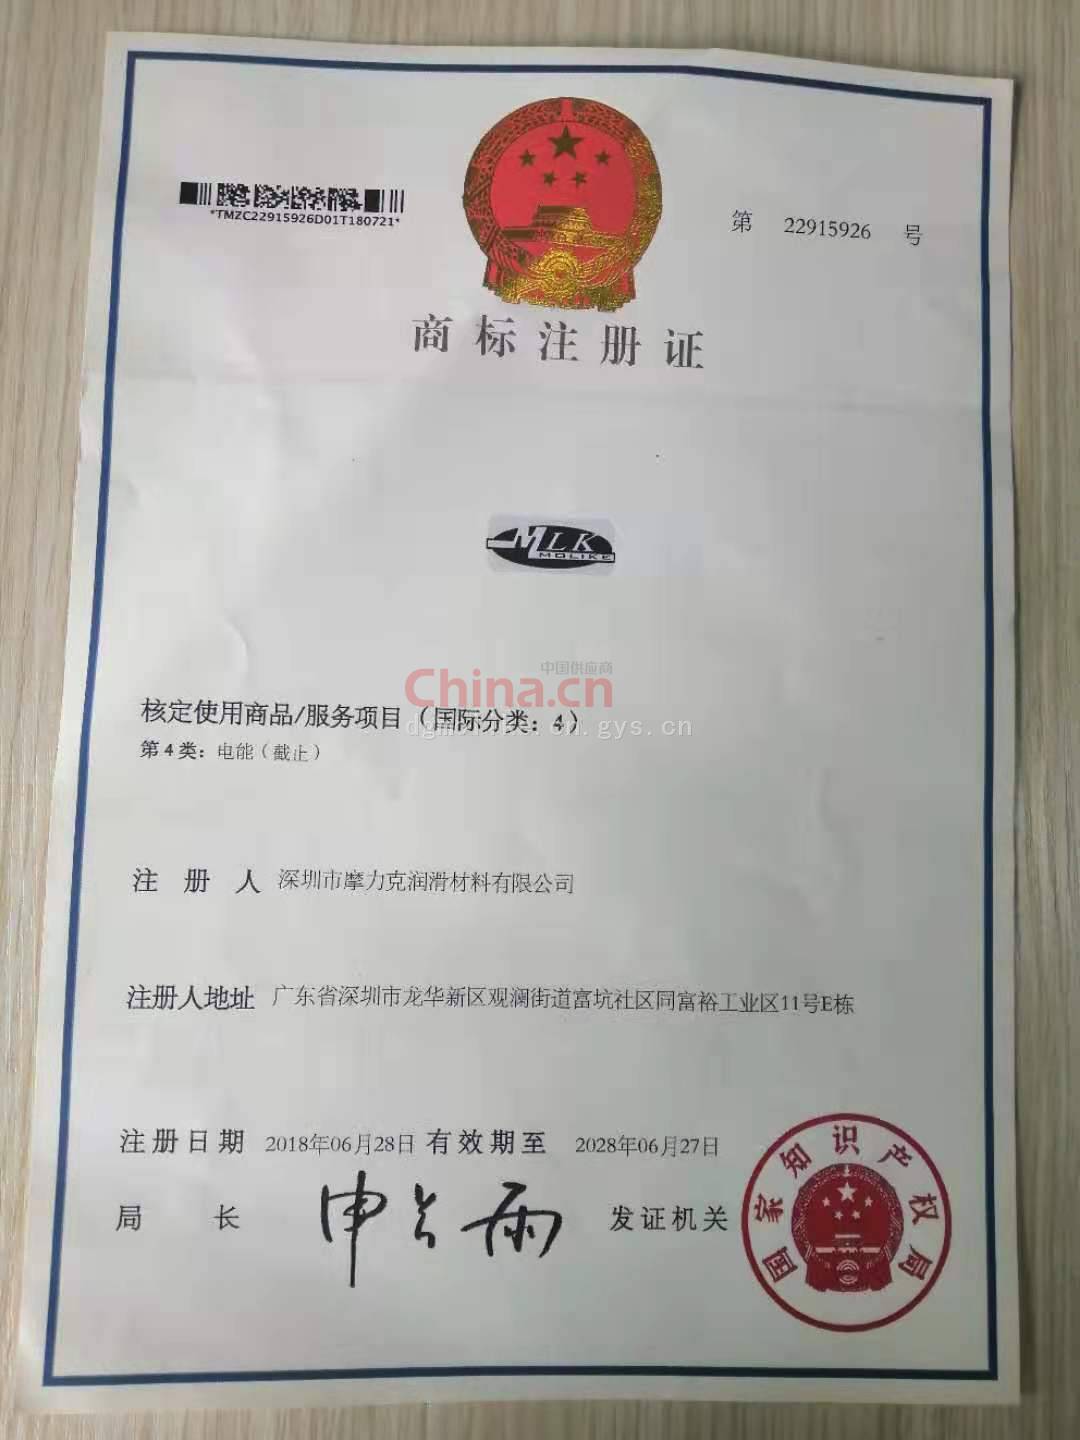 *TMZC22915926D01T180721*
第 22915926 号
商标注册证
MLK
MOLIKE
中国供应商
China.cn
核定使用商品/服务项目（国际分类：4）
.cn.gys.cn
第4类：电能（截止）
注册人 深圳市摩力克润滑材料有限公司
注册人地址 广东省深圳市龙华新区观澜街道富坑社区同富裕工业区11号E栋
注册日期 2018年06月28日 有效期至 2028年06月27日
局长 申长雨 发证机关
国家知识产权局